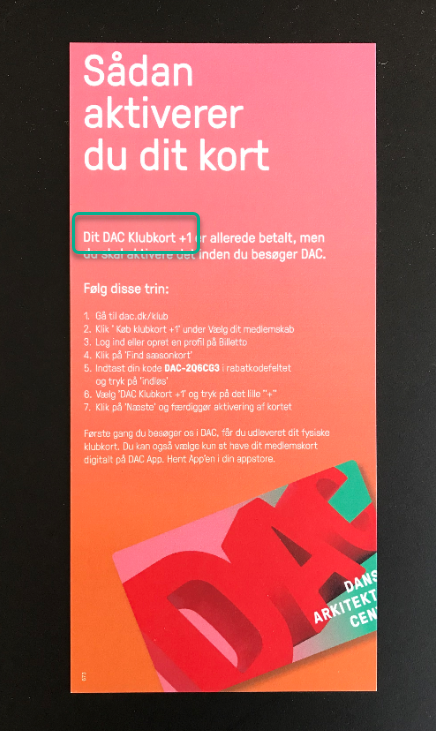 Sådan
aktiverer
du dit kort
Dit DAC Klubkort +1 er allerede betalt, men
du skal aktivere det inden du besøger DAC.
Følg disse trin:
1. Gå til dac.dk/klub
2. Klik ' Køb klubkort +1' under Vælg dit medlemskab
3. Log ind eller opret en profil på Billetto
4. Klik på 'Find sæsonkort'
5. Indtast din kode DAC-2Q6CG3 i rabatkodefeltet
og tryk på 'indløs'
6. Vælg 'DAC Klubkort +1' og tryk på det lille "+"
7. Klik på 'Næste' og færdiggør aktivering af kortet
Første gang du besøger os i DAC, får du udleveret dit fysiske
klubkort. Du kan også vælge kun at have dit medlemskort
digitalt på DAC App. Hent App'en i din appstore.
DAC
DANS
ARKITEKT
CEN
6